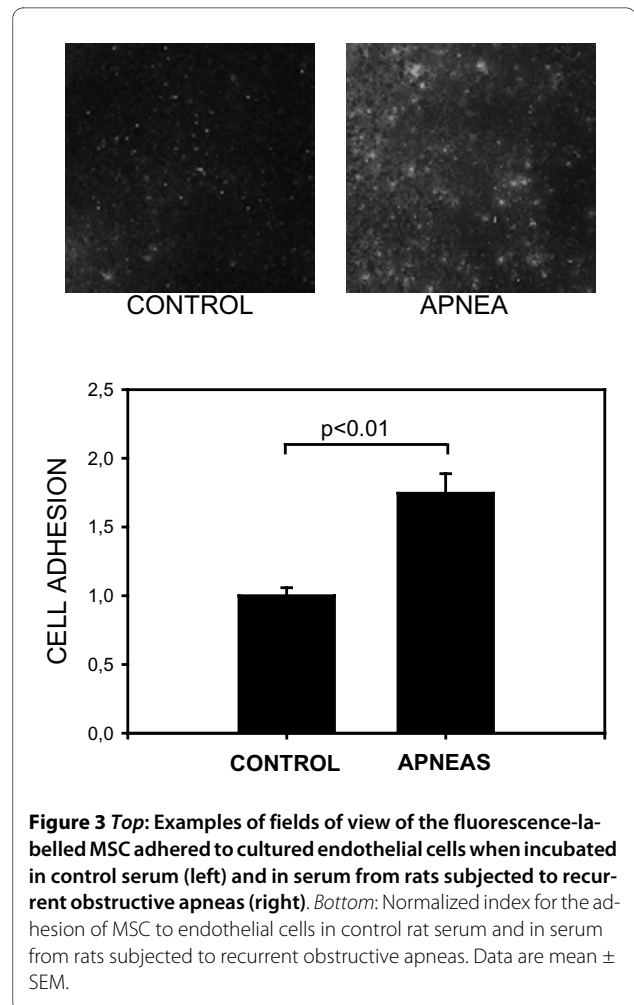 CONTROL
APNEA
2,5
2,0
1,5
1,0
0,5
0,0
CELL ADHESION
p<0.01
CONTROL
APNEAS
Figure 3 Top: Examples of fields of view of the fluorescence-la-
belled MSC adhered to cultured endothelial cells when incubated
in control serum (left) and in serum from rats subjected to recur-
rent obstructive apneas (right). Bottom: Normalized index for the ad-
hesion of MSC to endothelial cells in control rat serum and in serum
from rats subjected to recurrent obstructive apneas. Data are mean ±
SEM.